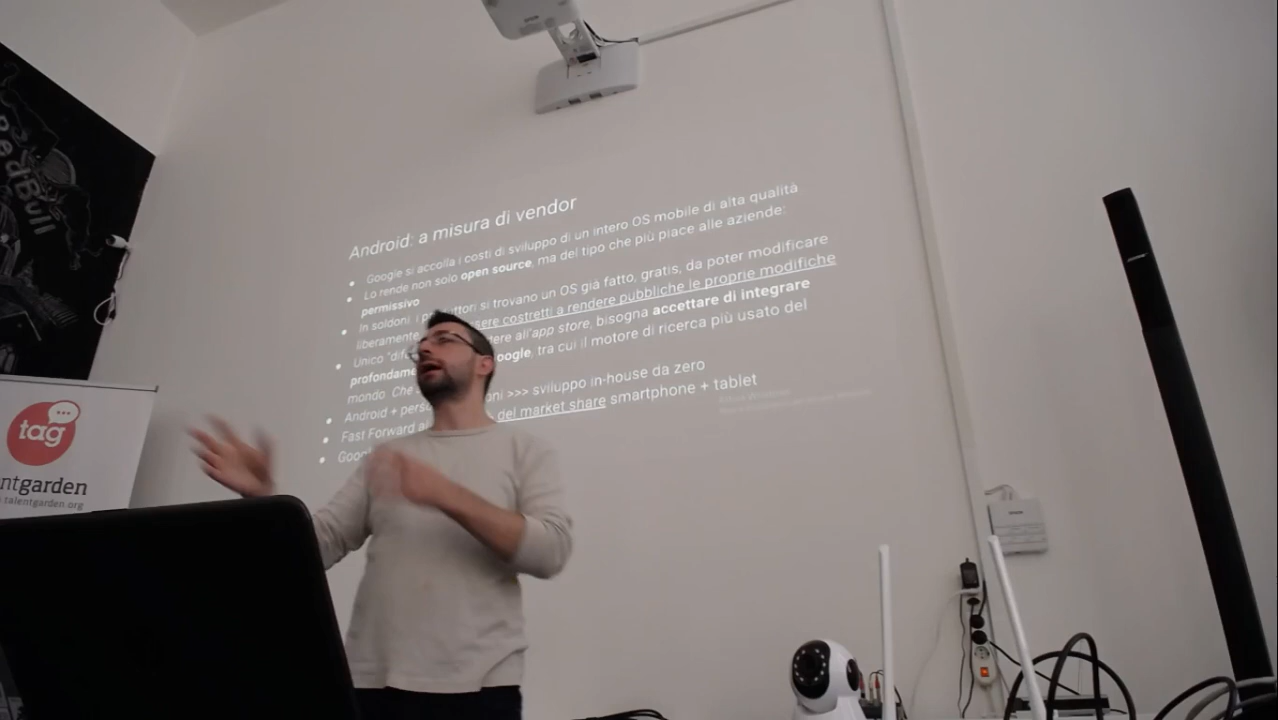 EPSON
RedBull
Android: a misura di vendor
Google si accolla i costi di sviluppo di un intero OS mobile di alta qualità
Lo rende non solo open source, ma del tipo che più piace alle aziende:
permissivo
In soldoni, i produttori si trovano un OS già fatto, gratis, da poter modificare
liberamente, essere costretti a rendere pubbliche le proprie modifiche
Unico all'app store, bisogna accettare di integrare
tra cui il motore di ricerca più usato del
mondo. Che >>> sviluppo in-house da zero
Android + del market share smartphone + tablet
Fast Forward
tag
ntgarden
talentgarden.org